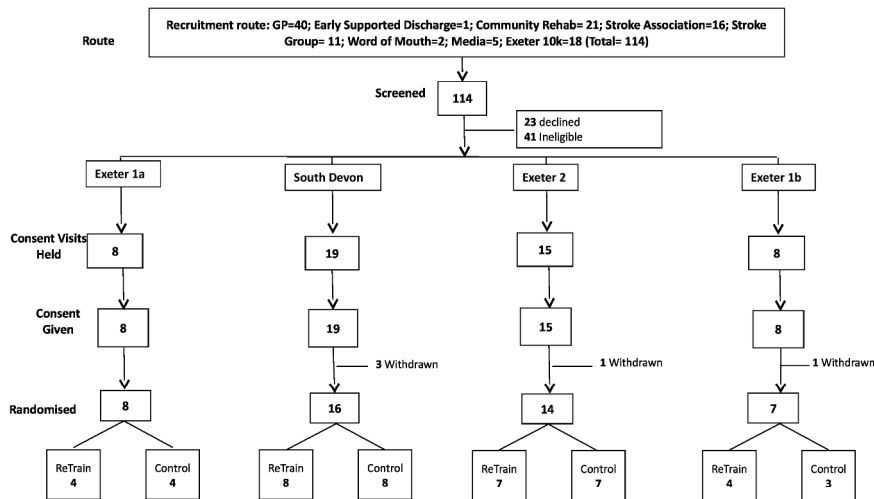 Recruitment route: GP=40; Early Supported Discharge=1; Community Rehab= 21; Stroke Association=16; Stroke
Group= 11; Word of Mouth=2; Media=5; Exeter 10k=18 (Total= 114)
Route
Screened
114
23 declined
41 Ineligible
Exeter 1a
South Devon
Exeter 2
Exeter 1b
Consent Visits
Held
8
19
15
8
Consent
Given
8
19
15
8
3 Withdrawn
1 Withdrawn
1 Withdrawn
Randomised
8
16
14
7
ReTrain
4
Control
4
ReTrain
8
Control
8
ReTrain
7
Control
7
ReTrain
4
Control
3